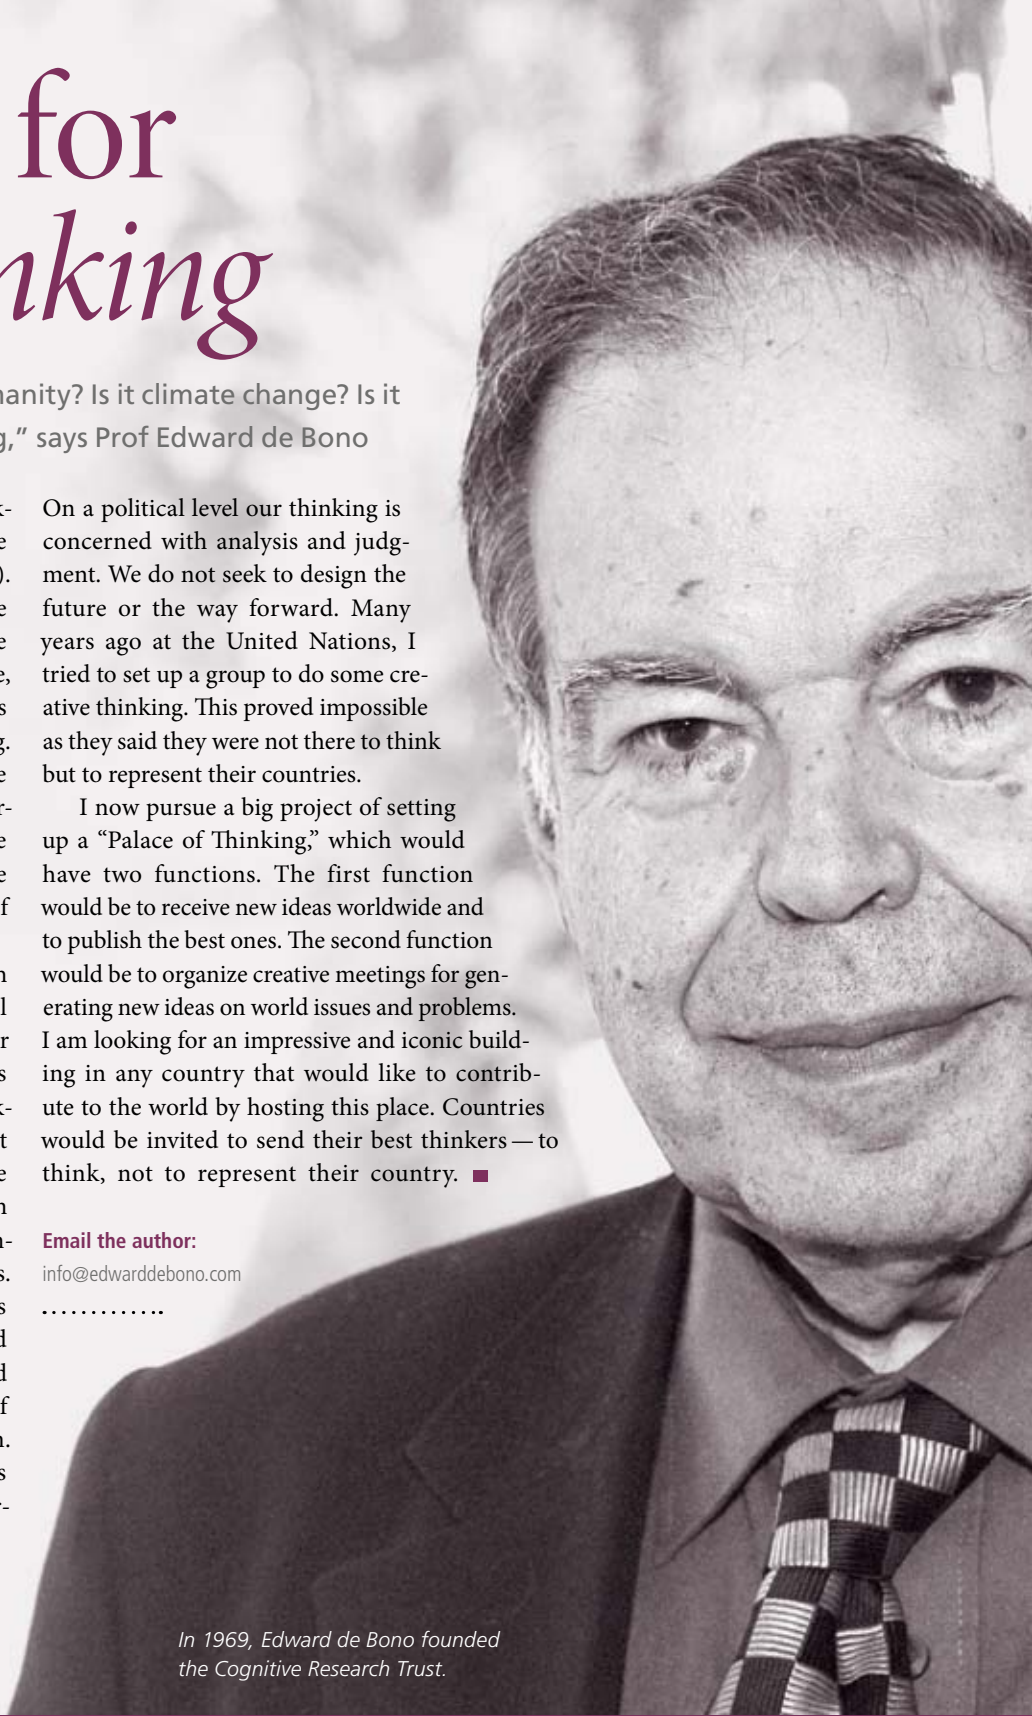 for
nking
nanity? Is it climate change? Is it
g,” says Prof Edward de Bono
k-
e
).
e
e
e,
s
g.
e
r-
e
e
f
n
l
r
s
k-
t
e
n
n-
s.
s
d
d
f
n.
s
r-
On a political level our thinking is
concerned with analysis and judg-
ment. We do not seek to design the
future or the way forward. Many
years ago at the United Nations, I
tried to set up a group to do some cre-
ative thinking. This proved impossible
as they said they were not there to think
but to represent their countries.
I now pursue a big project of setting
up a “Palace of Thinking,” which would
have two functions. The first function
would be to receive new ideas worldwide and
to publish the best ones. The second function
would be to organize creative meetings for gen-
erating new ideas on world issues and problems.
I am looking for an impressive and iconic build-
ing in any country that would like to contrib-
ute to the world by hosting this place. Countries
would be invited to send their best thinkers — to
think, not to represent their country.
Email the author:
info@edwarddebono.com
In 1969, Edward de Bono founded
the Cognitive Research Trust.